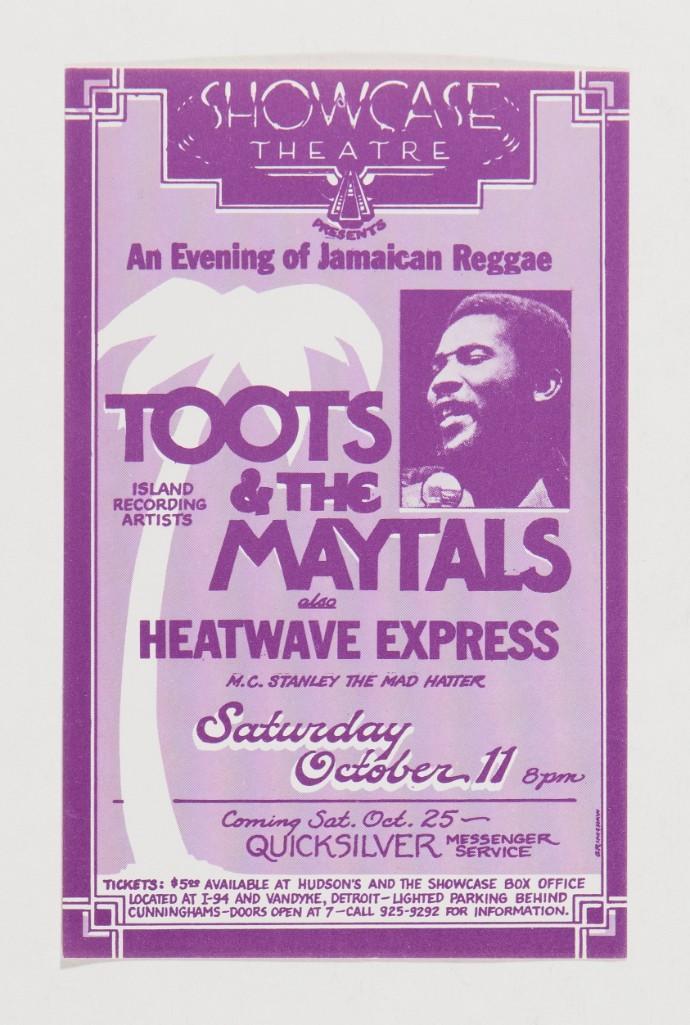 SHOWCASE
THEATRE
PRESENTS
An Evening of Jamaican Reggae
TOOTS
& THE
MAYTALS
ISLAND
RECORDING
ARTISTS
also
HEATWAVE EXPRESS
M.C. STANLEY THE MAD HATTER
Saturday
October 11 8pm
Coming Sat. Oct. 25—
QUICKSILVER MESSENGER SERVICE
GRIMSHAW
TICKETS: $5.00 AVAILABLE AT HUDSON'S AND THE SHOWCASE BOX OFFICE
LOCATED AT I-94 AND VANDYKE, DETROIT—LIGHTED PARKING BEHIND
CUNNINGHAMS—DOORS OPEN AT 7—CALL 925-9292 FOR INFORMATION.